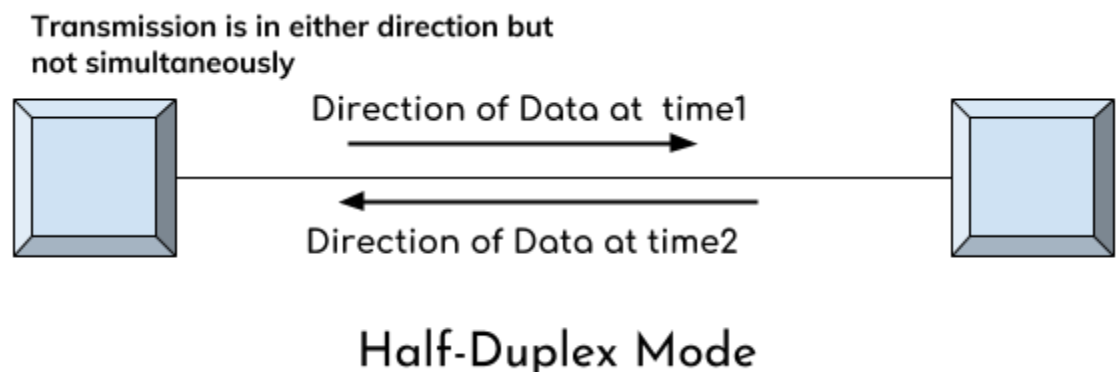 Transmission is in either direction but
not simultaneously
Direction of Data at time1
Direction of Data at time2
Half-Duplex Mode